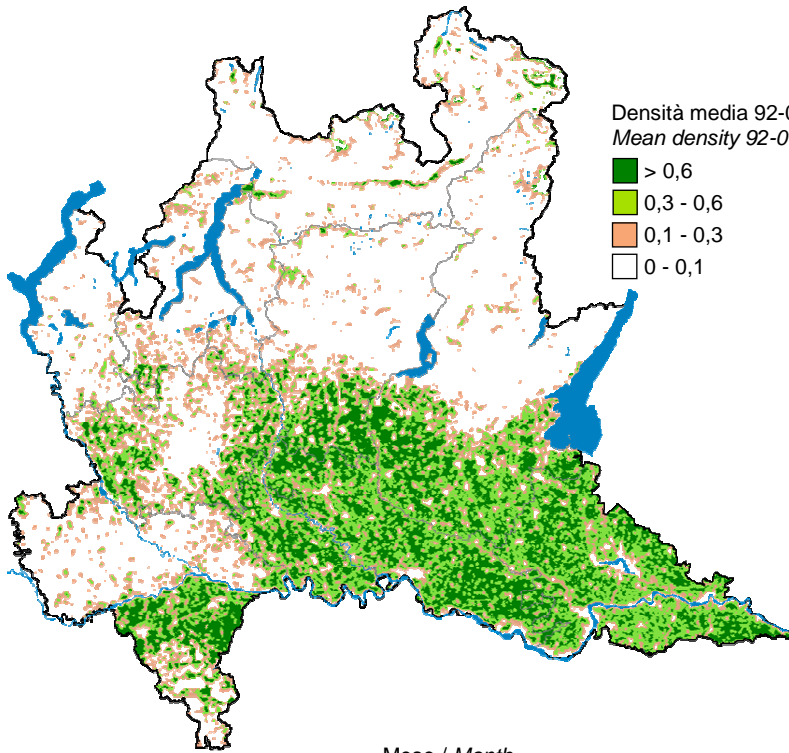 Densità media 92-0
Mean density 92-0
> 0,6
0,3 - 0,6
0,1 - 0,3
0 - 0,1
Mese / Month